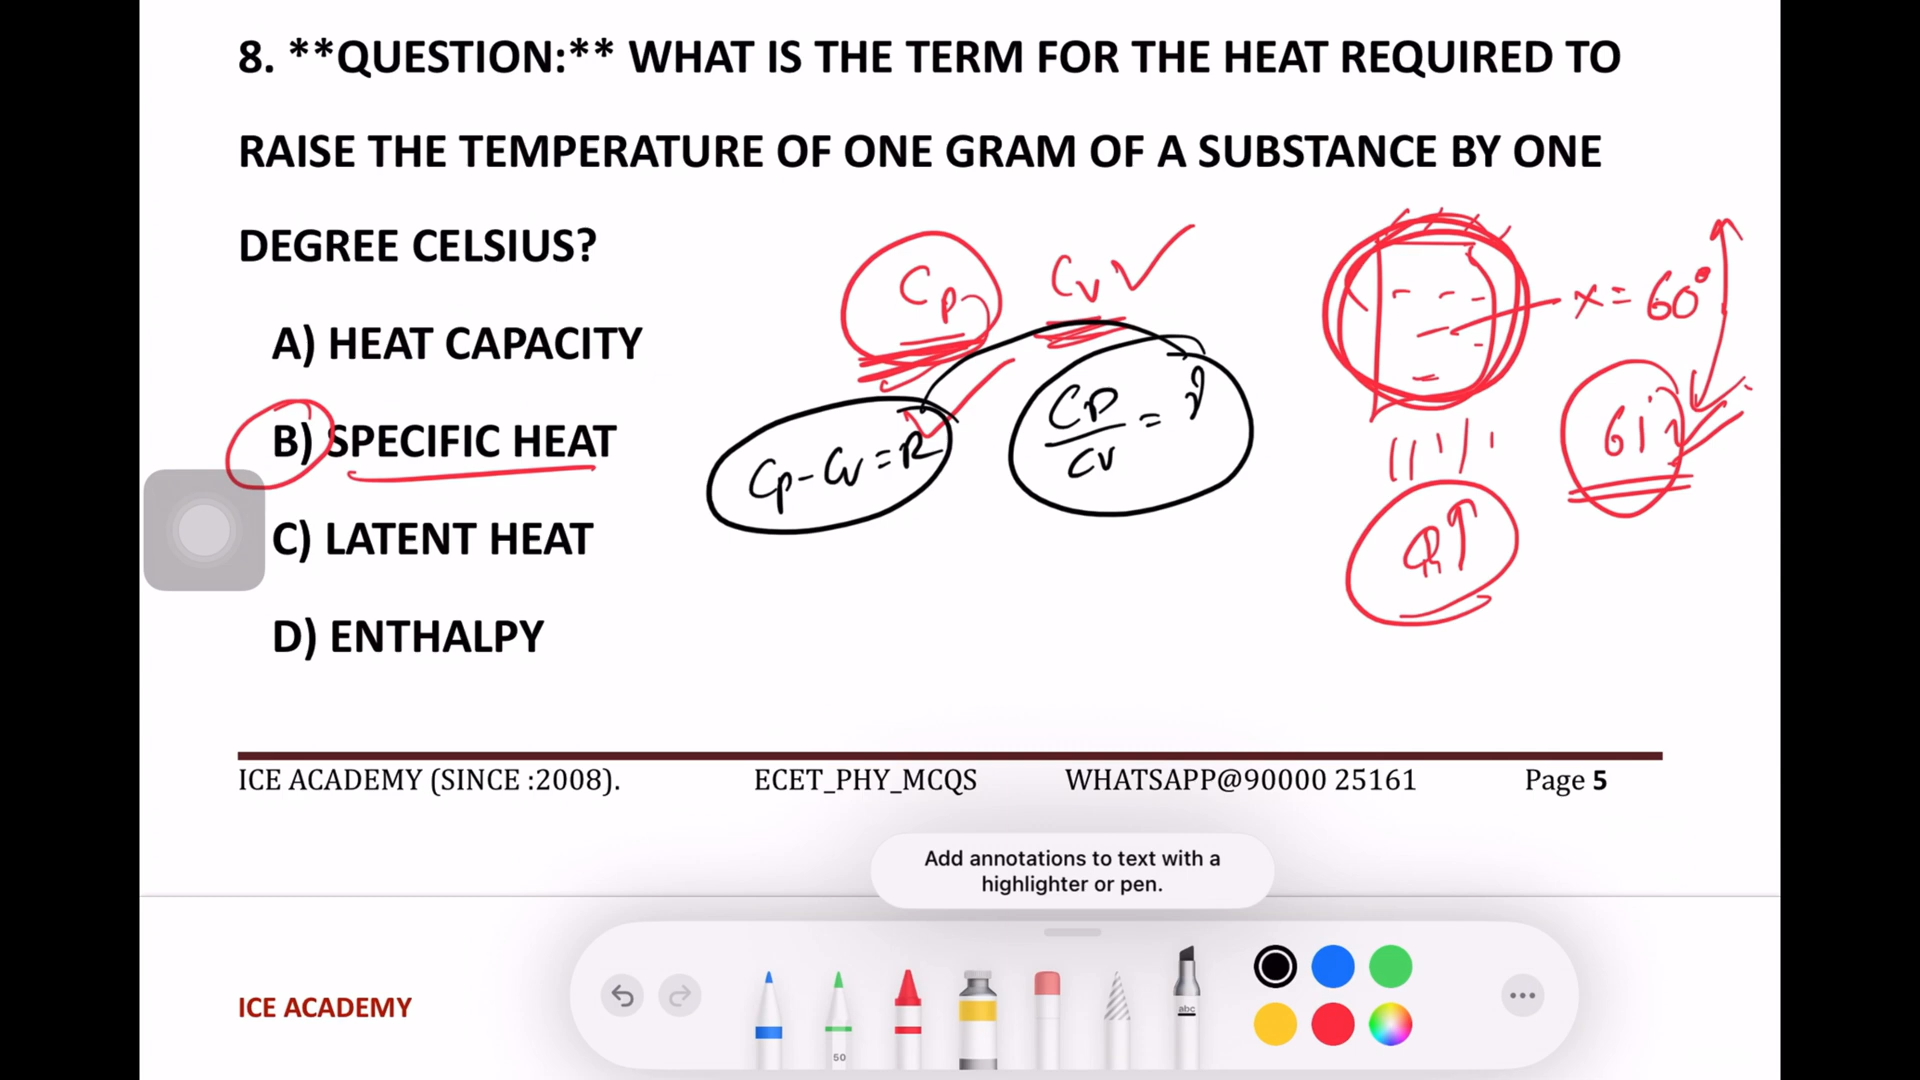 8. **QUESTION:** WHAT IS THE TERM FOR THE HEAT REQUIRED TO
RAISE THE TEMPERATURE OF ONE GRAM OF A SUBSTANCE BY ONE
DEGREE CELSIUS?
Cp Cv ✓
x = 60°
A) HEAT CAPACITY
Cp - Cv = R
Cp/Cv =
B) SPECIFIC HEAT
C) LATENT HEAT
D) ENTHALPY
ICE ACADEMY (SINCE :2008). ECET_PHY_MCQS WHATSAPP@90000 25161 Page 5
Add annotations to text with a
highlighter or pen.
ICE ACADEMY
50
abc